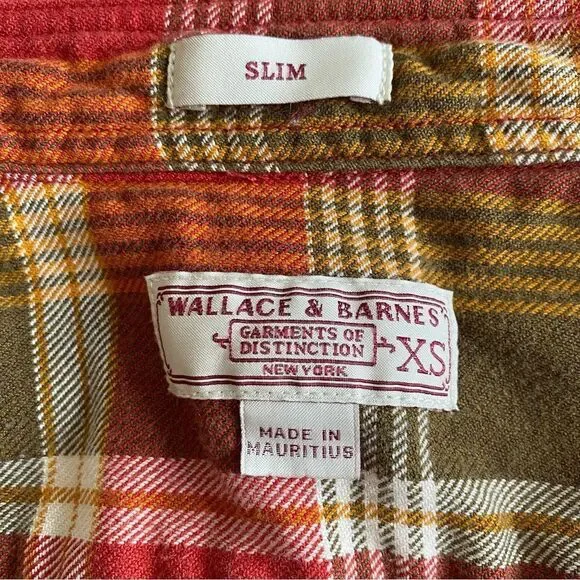 SLIM
WALLACE & BARNES
GARMENTS OF
DISTINCTION
XS
NEW YORK
MADE IN
MAURITIUS